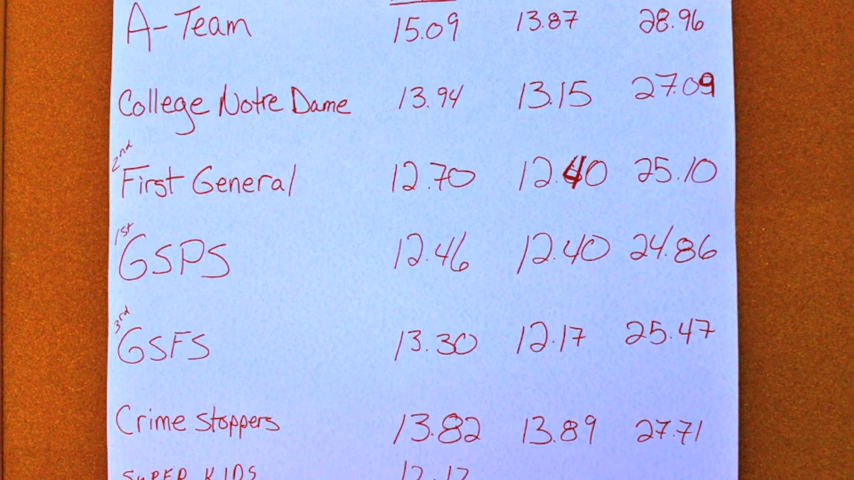 A-Team 15.09 13.87 28.96
College Notre Dame 13.94 13.15 27.09
2nd First General 12.70 12.40 25.10
1st GSPS 12.46 12.40 24.86
3rd GSFS 13.30 12.17 25.47
Crime Stoppers 13.82 13.89 27.71
SUPER KIDS